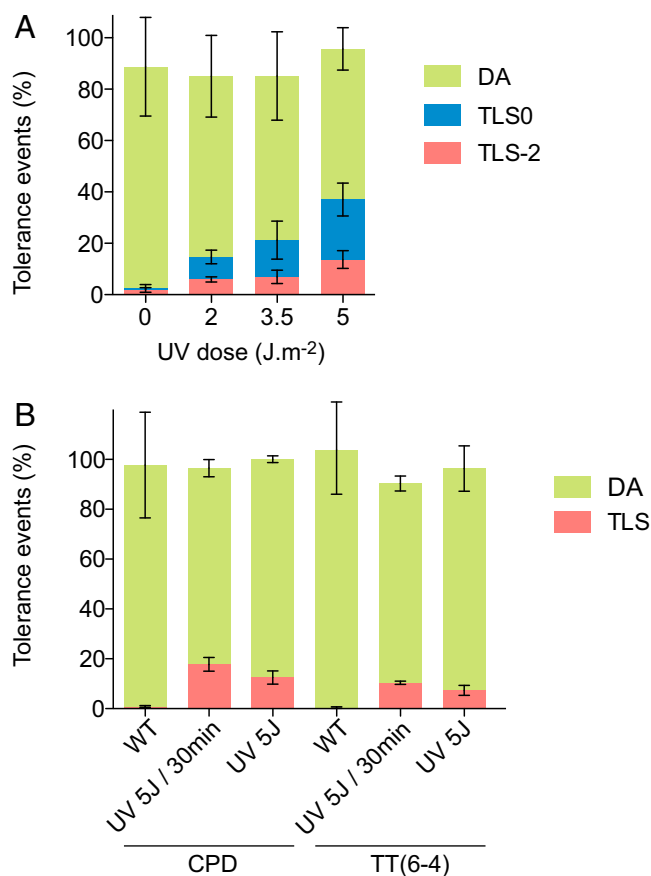 A
Tolerance events (%)
100
80
60
40
20
0
0 2 3.5 5
UV dose (J.m-2)
DA
TLS0
TLS-2
B
Tolerance events (%)
100
80
60
40
20
0
WT
UV 5J / 30min
UV 5J
WT
UV 5J / 30min
UV 5J
CPD
TT(6-4)
DA
TLS